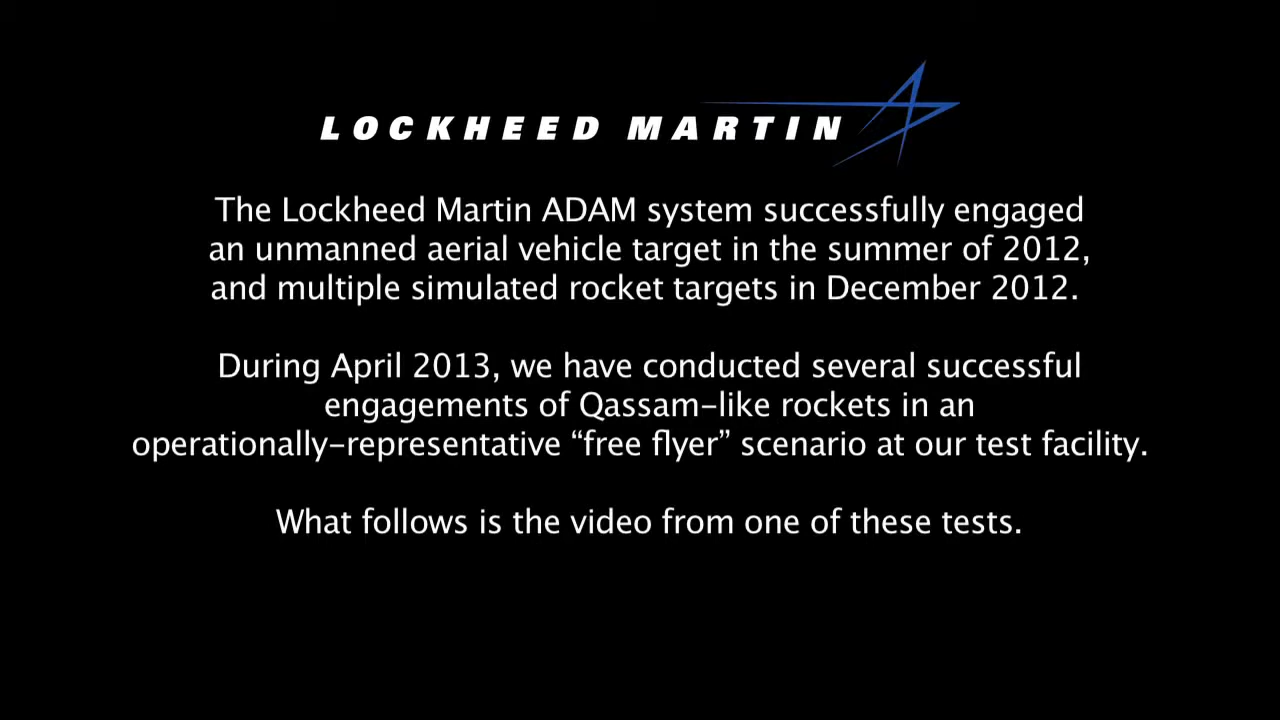 LOCKHEED MARTIN
The Lockheed Martin ADAM system successfully engaged
an unmanned aerial vehicle target in the summer of 2012,
and multiple simulated rocket targets in December 2012.
During April 2013, we have conducted several successful
engagements of Qassam-like rockets in an
operationally-representative “free flyer” scenario at our test facility.
What follows is the video from one of these tests.